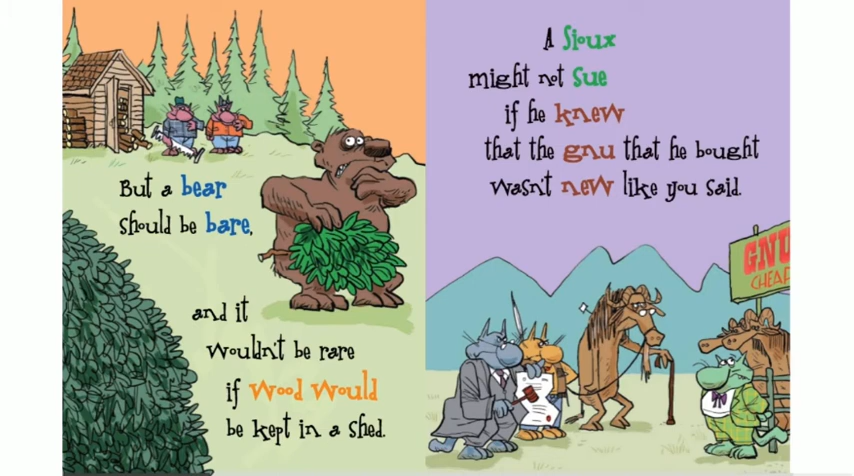 But a bear
should be bare,
and it
wouldn't be rare
if wood would
be kept in a shed.
A Sioux
might not sue
if he knew
that the gnu that he bought
wasn't new like you said.
GNU
CHEAP